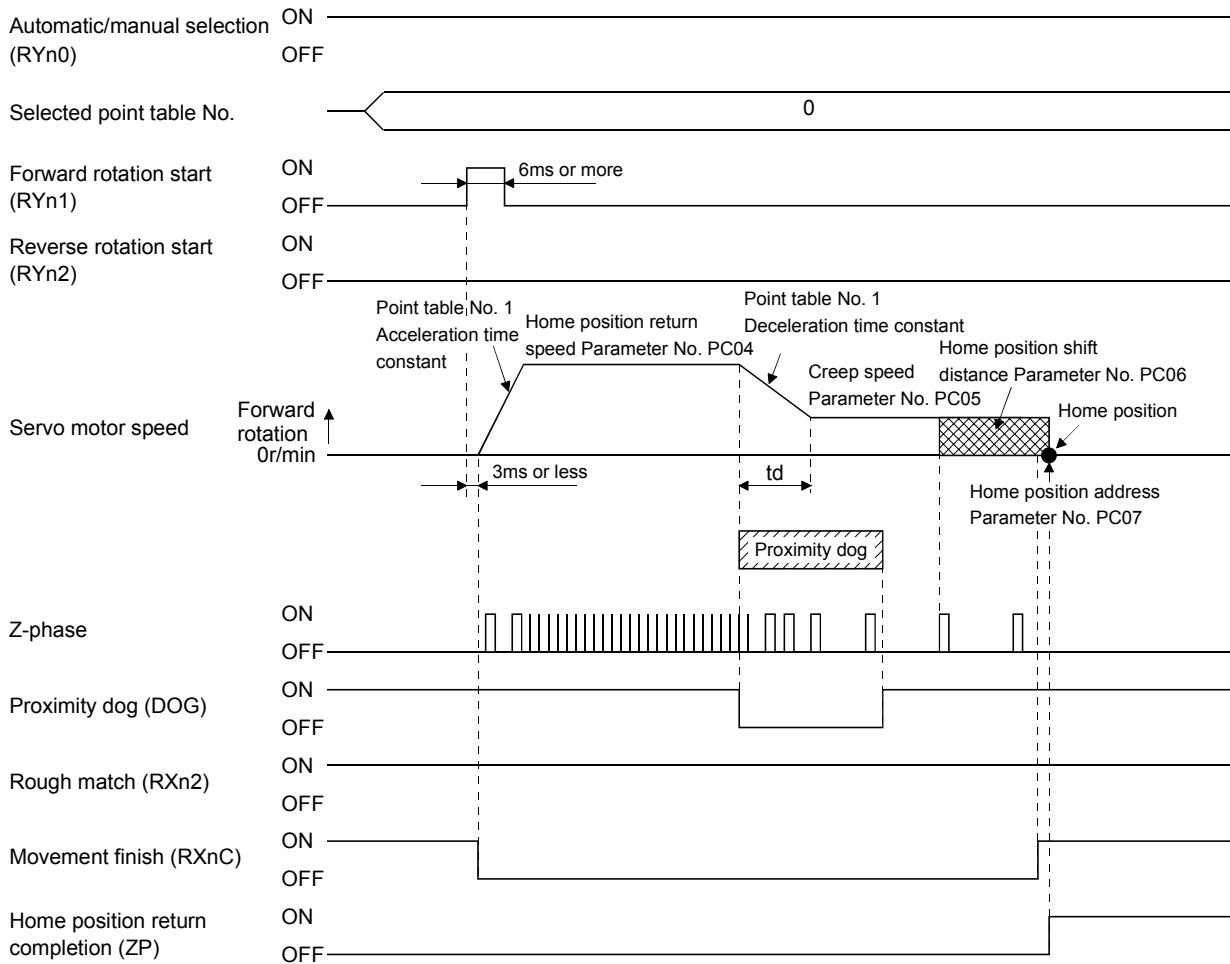 Automatic/manual selection
(RYn0)
ON
OFF
Selected point table No.
0
Forward rotation start
(RYn1)
ON
OFF
6ms or more
Reverse rotation start
(RYn2)
ON
OFF
Point table No. 1
Acceleration time
constant
Home position return
speed Parameter No. PC04
Point table No. 1
Deceleration time constant
Creep speed
Parameter No. PC05
Home position shift
distance Parameter No. PC06
Home position
Servo motor speed
Forward
rotation
0r/min
3ms or less
td
Home position address
Parameter No. PC07
Proximity dog
Z-phase
ON
OFF
Proximity dog (DOG)
ON
OFF
Rough match (RXn2)
ON
OFF
Movement finish (RXnC)
ON
OFF
Home position return
completion (ZP)
ON
OFF